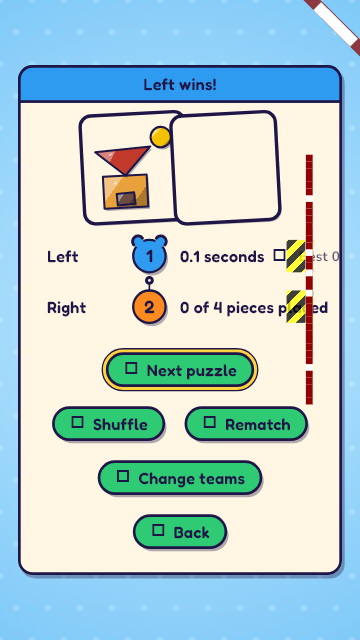 Left wins!
Left 1 0.1 seconds
Right 2 0 of 4 pieces placed
Next puzzle
Shuffle Rematch
Change teams
Back